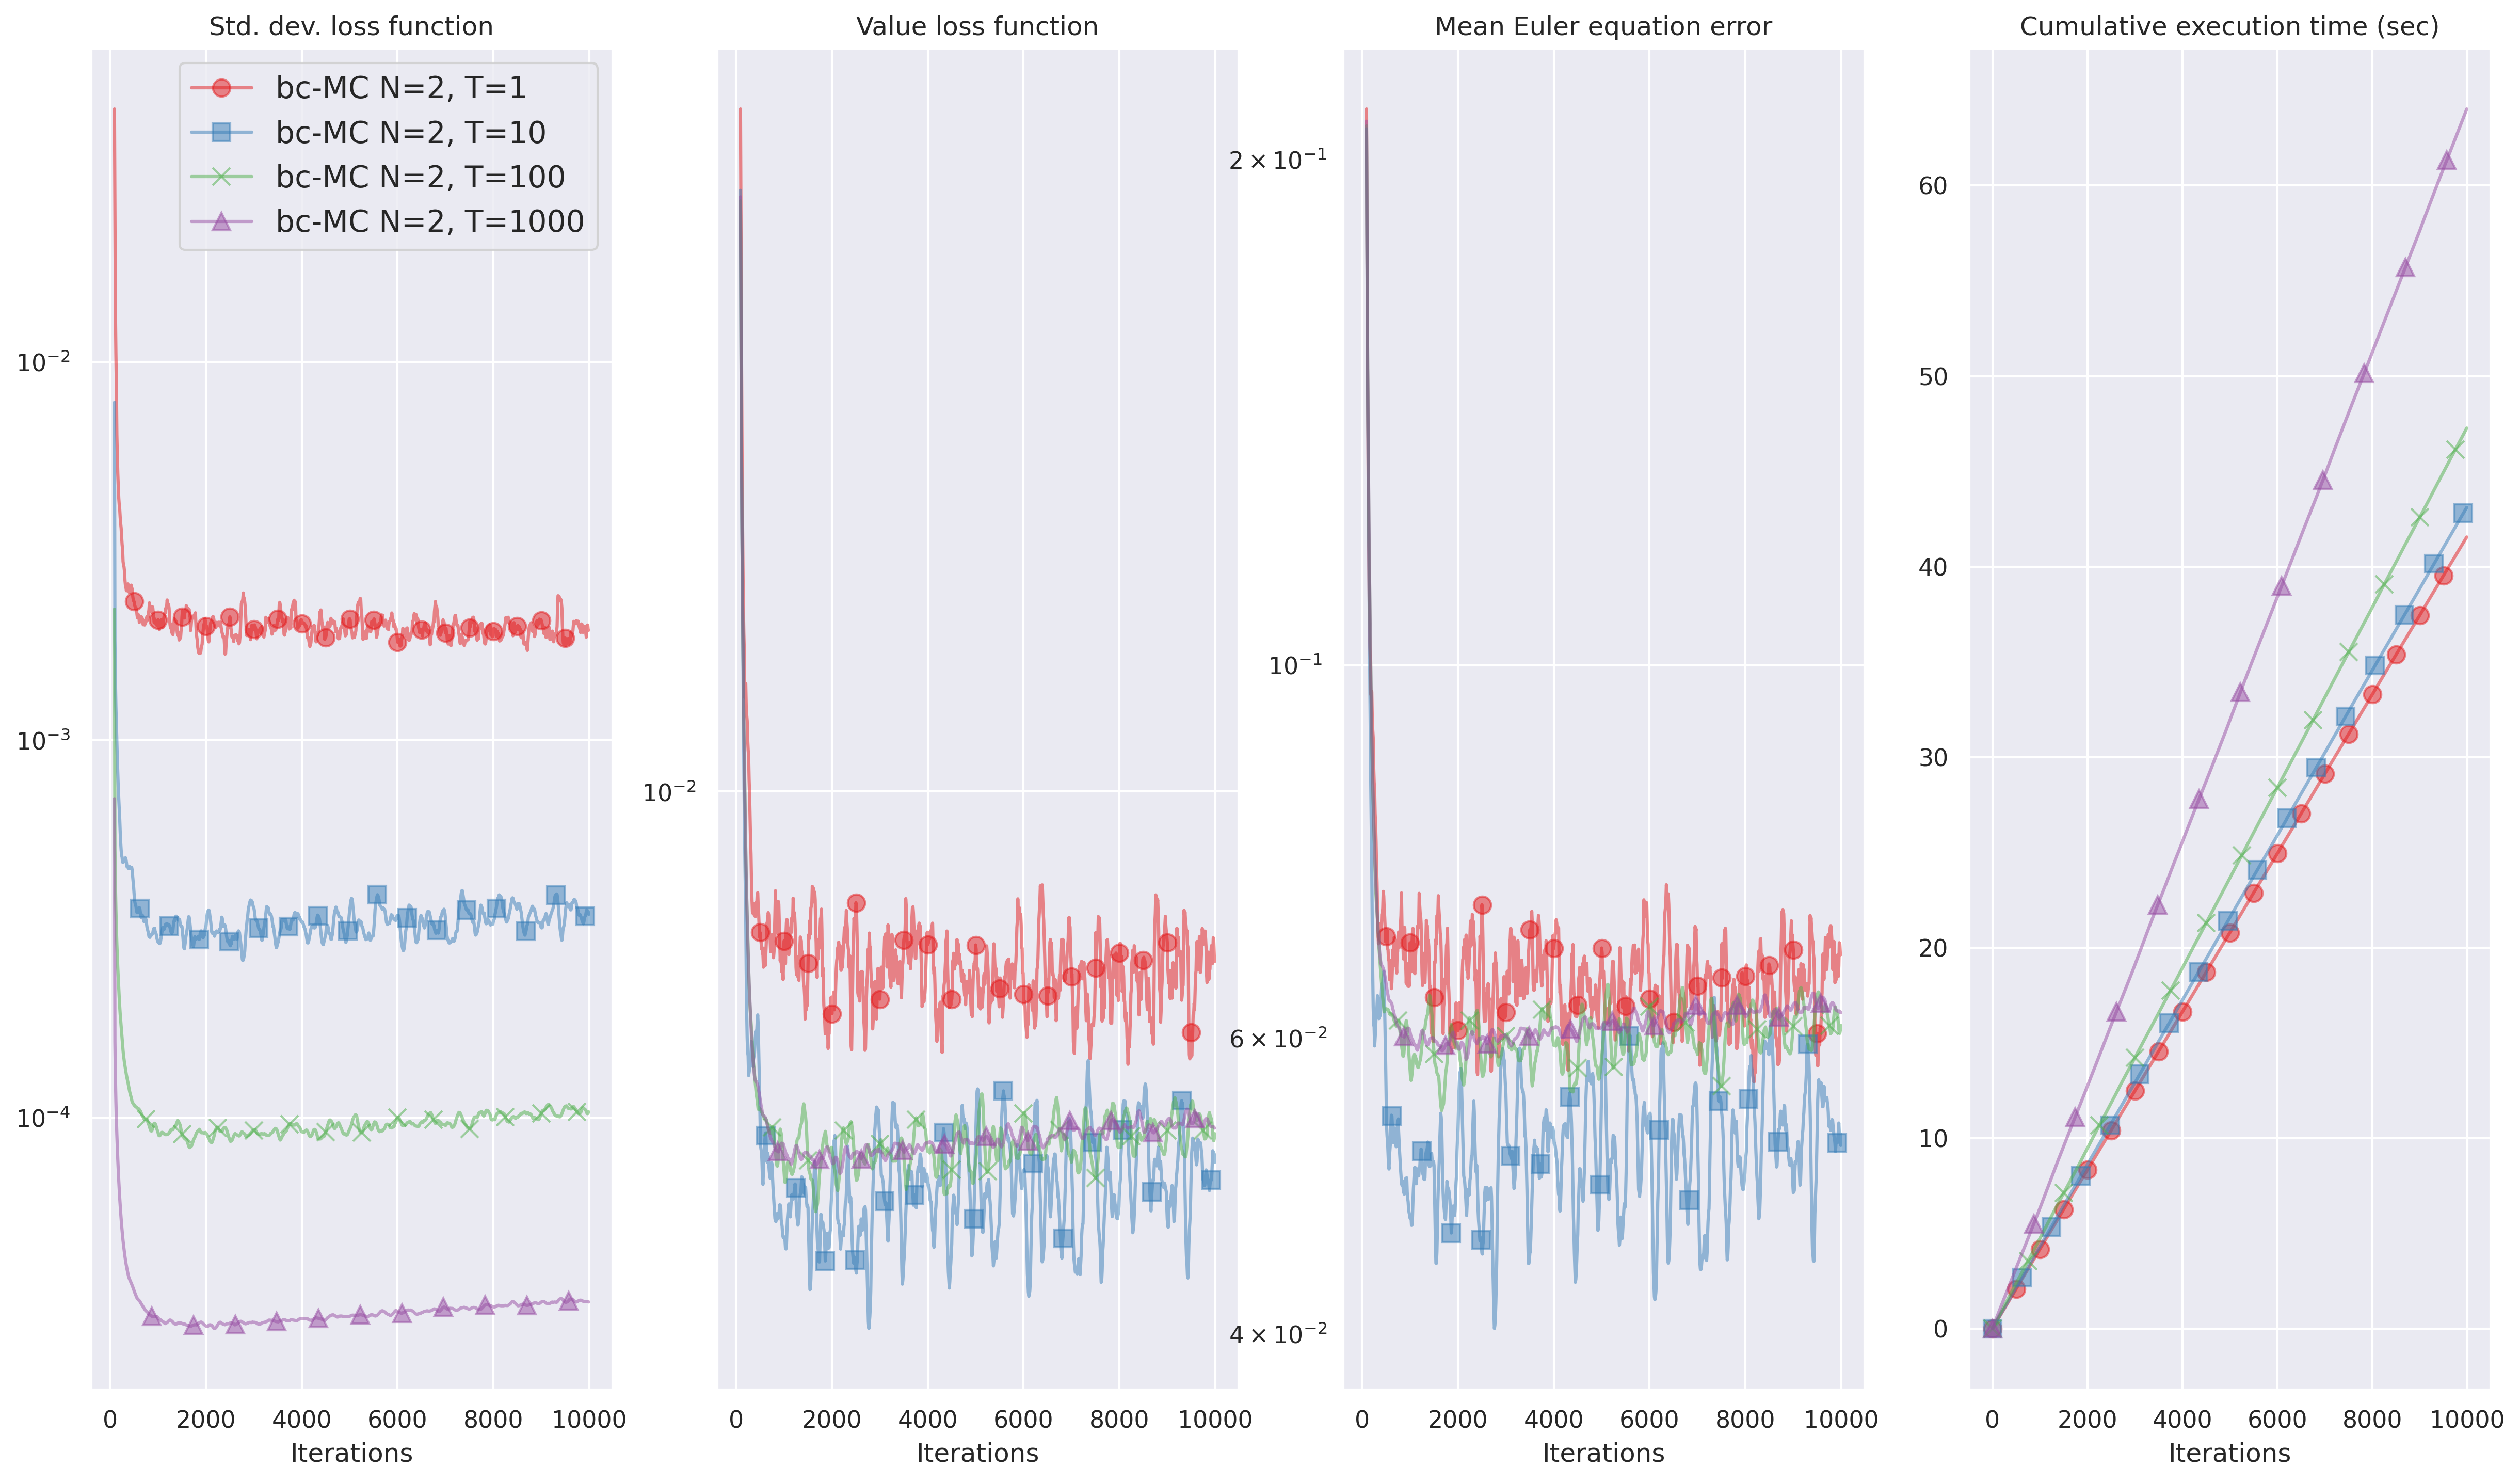 Std. dev. loss function
bc-MC N=2, T=1
bc-MC N=2, T=10
bc-MC N=2, T=100
bc-MC N=2, T=1000
10⁻²
10⁻³
10⁻⁴
0 2000 4000 6000 8000 10000
Iterations
Value loss function
10⁻²
0 2000 4000 6000 8000 10000
Iterations
Mean Euler equation error
2 × 10⁻¹
10⁻¹
6 × 10⁻²
4 × 10⁻²
0 2000 4000 6000 8000 10000
Iterations
Cumulative execution time (sec)
60
50
40
30
20
10
0
0 2000 4000 6000 8000 10000
Iterations